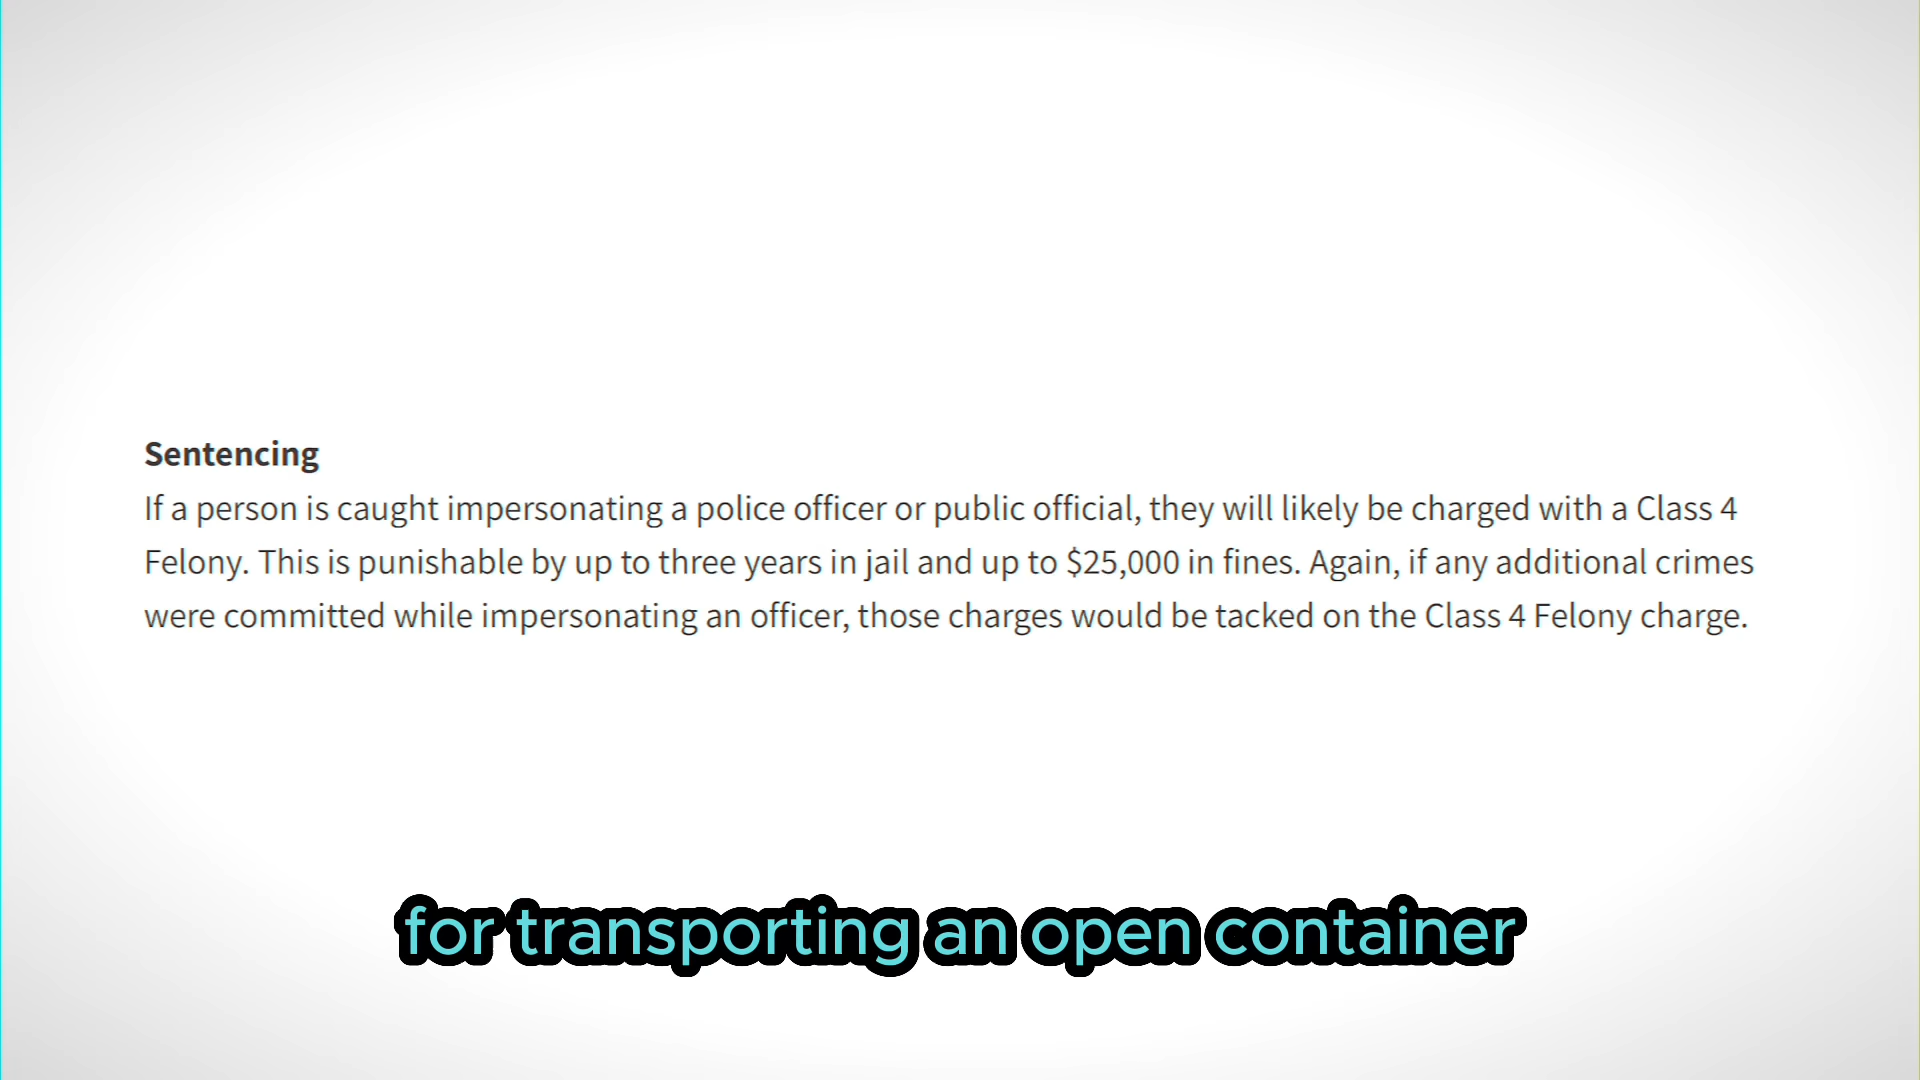 Sentencing
If a person is caught impersonating a police officer or public official, they will likely be charged with a Class 4
Felony. This is punishable by up to three years in jail and up to $25,000 in fines. Again, if any additional crimes
were committed while impersonating an officer, those charges would be tacked on the Class 4 Felony charge.
for transporting an open container